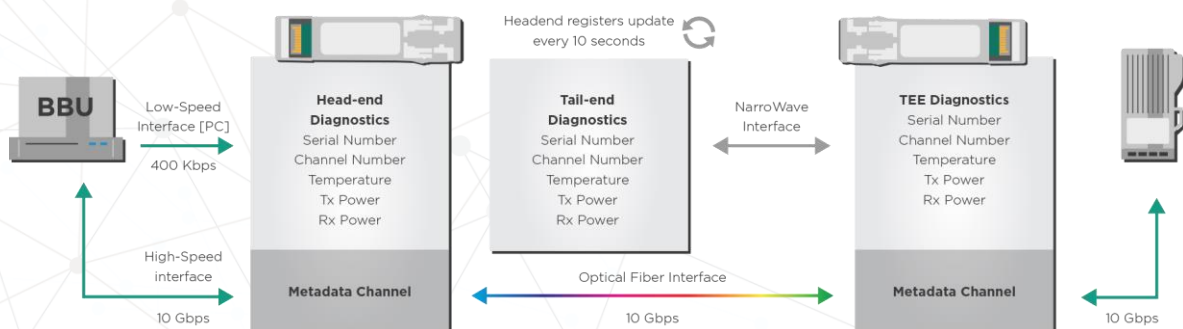 BBU
Low-Speed
Interface [PC]
400 Kbps
High-Speed
interface
10 Gbps
Head-end
Diagnostics
Serial Number
Channel Number
Temperature
Tx Power
Rx Power
Metadata Channel
Headend registers update
every 10 seconds
Tail-end
Diagnostics
Serial Number
Channel Number
Temperature
Tx Power
Rx Power
NarroWave
Interface
Optical Fiber Interface
10 Gbps
TEE Diagnostics
Serial Number
Channel Number
Temperature
Tx Power
Rx Power
Metadata Channel
10 Gbps